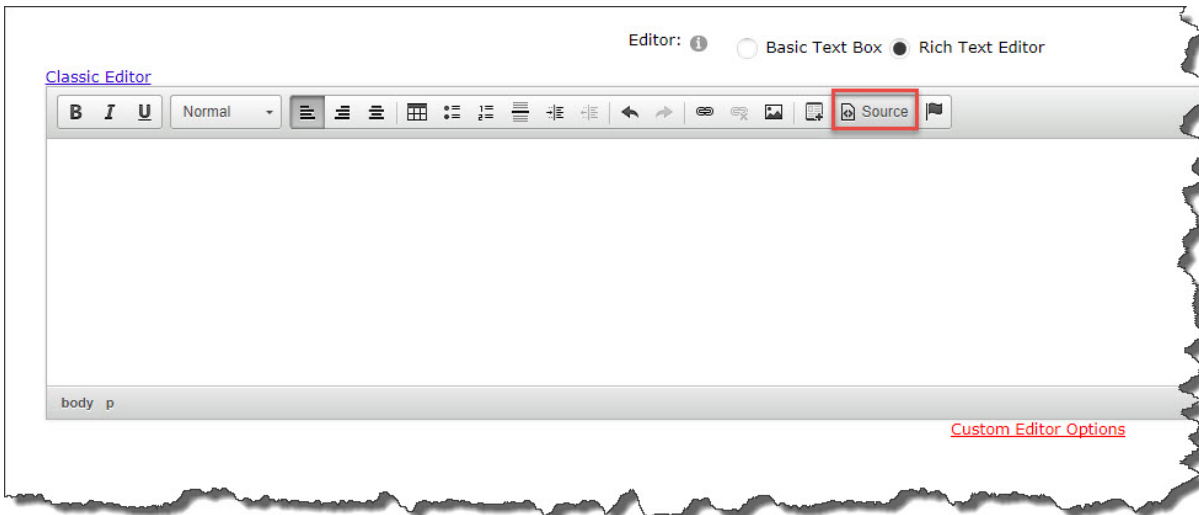 Editor: Basic Text Box Rich Text Editor
Classic Editor
B I U Normal Source
body p
Custom Editor Options